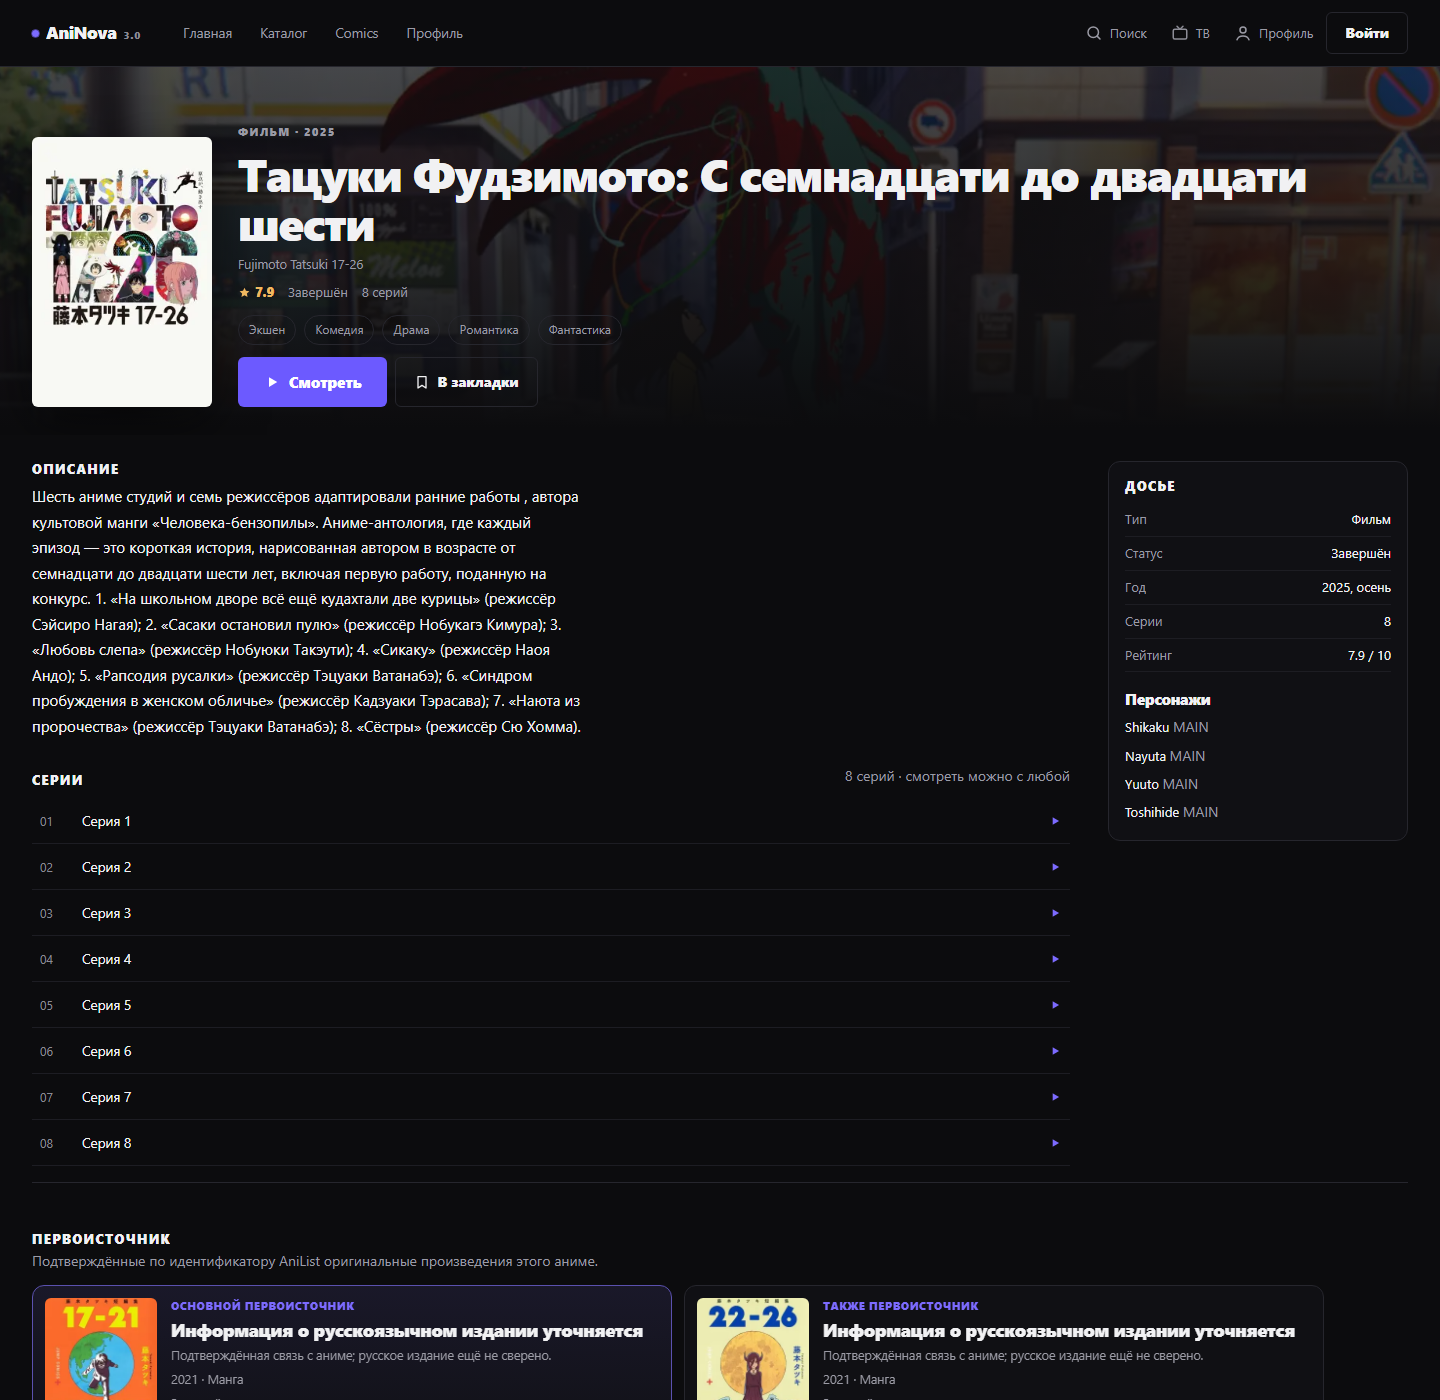 AniNova 3.0
Главная
Каталог
Comics
Профиль
Поиск
ТВ
Профиль
Войти
ФИЛЬМ · 2025
Тацуки Фудзимото: С семнадцати до двадцати
шести
Fujimoto Tatsuki 17-26
★ 7.9 Завершён 8 серий
Экшен
Комедия
Драма
Романтика
Фантастика
Смотреть
В закладки
TATSUKI
FUJIMOTO
17-26
藤本タツキ 17-26
ОПИСАНИЕ
Шесть аниме студий и семь режиссёров адаптировали ранние работы , автора
культовой манги «Человека-бензопилы». Аниме-антология, где каждый
эпизод — это короткая история, нарисованная автором в возрасте от
семнадцати до двадцати шести лет, включая первую работу, поданную на
конкурс. 1. «На школьном дворе всё ещё кудахтали две курицы» (режиссёр
Сэйсиро Нагая); 2. «Сасаки остановил пулю» (режиссёр Нобукагэ Кимура); 3.
«Любовь слепа» (режиссёр Нобуюки Такэути); 4. «Сикаку» (режиссёр Наоя
Андо); 5. «Рапсодия русалки» (режиссёр Тэцуаки Ватанабэ); 6. «Синдром
пробуждения в женском обличье» (режиссёр Кадзуаки Тэрасава); 7. «Наюта из
пророчества» (режиссёр Тэцуаки Ватанабэ); 8. «Сёстры» (режиссёр Сю Хомма).
ДОСЬЕ
Тип Фильм
Статус Завершён
Год 2025, осень
Серии 8
Рейтинг 7.9 / 10
Персонажи
Shikaku MAIN
Nayuta MAIN
Yuuto MAIN
Toshihide MAIN
СЕРИИ
8 серий · смотреть можно с любой
01 Серия 1
02 Серия 2
03 Серия 3
04 Серия 4
05 Серия 5
06 Серия 6
07 Серия 7
08 Серия 8
ПЕРВОИСТОЧНИК
Подтверждённые по идентификатору AniList оригинальные произведения этого аниме.
17-21
ОСНОВНОЙ ПЕРВОИСТОЧНИК
Информация о русскоязычном издании уточняется
Подтверждённая связь с аниме; русское издание ещё не сверено.
2021 · Манга
22-26
藤本タツキ
ТАКЖЕ ПЕРВОИСТОЧНИК
Информация о русскоязычном издании уточняется
Подтверждённая связь с аниме; русское издание ещё не сверено.
2021 · Манга